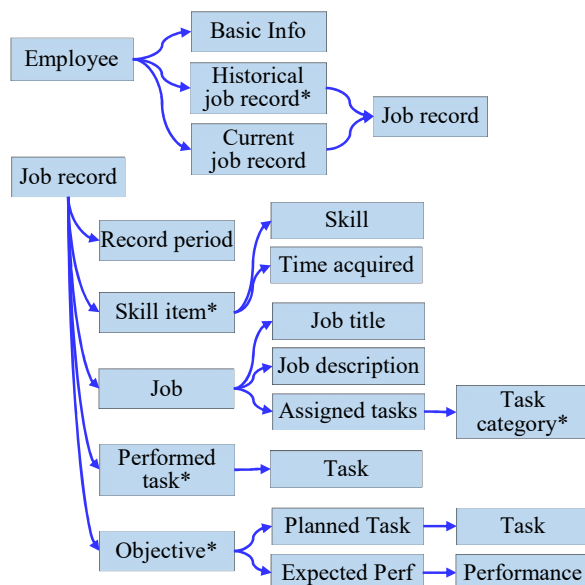 Basic Info
Employee
Historical
job record*
Job record
Current
job record
Job record
Skill
Record period
Time acquired
Skill item*
Job title
Job description
Job
Assigned tasks
Task
category*
Performed
task*
Task
Planned Task
Task
Objective*
Expected Perf
Performance